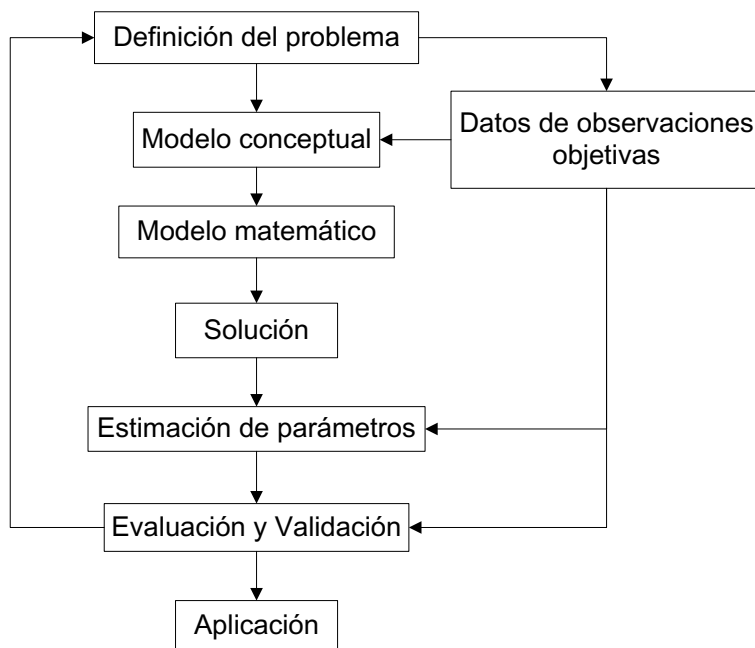 Definición del problema
Modelo conceptual
Datos de observaciones
objetivas
Modelo matemático
Solución
Estimación de parámetros
Evaluación y Validación
Aplicación